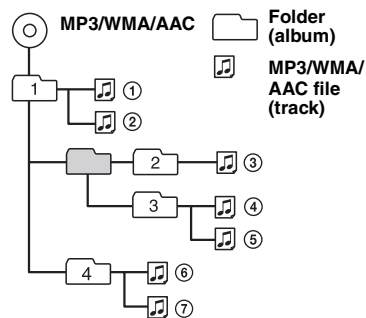 MP3/WMA/AAC
Folder
(album)
MP3/WMA/
AAC file
(track)
1
①
②
2
③
3
④
⑤
4
⑥
⑦